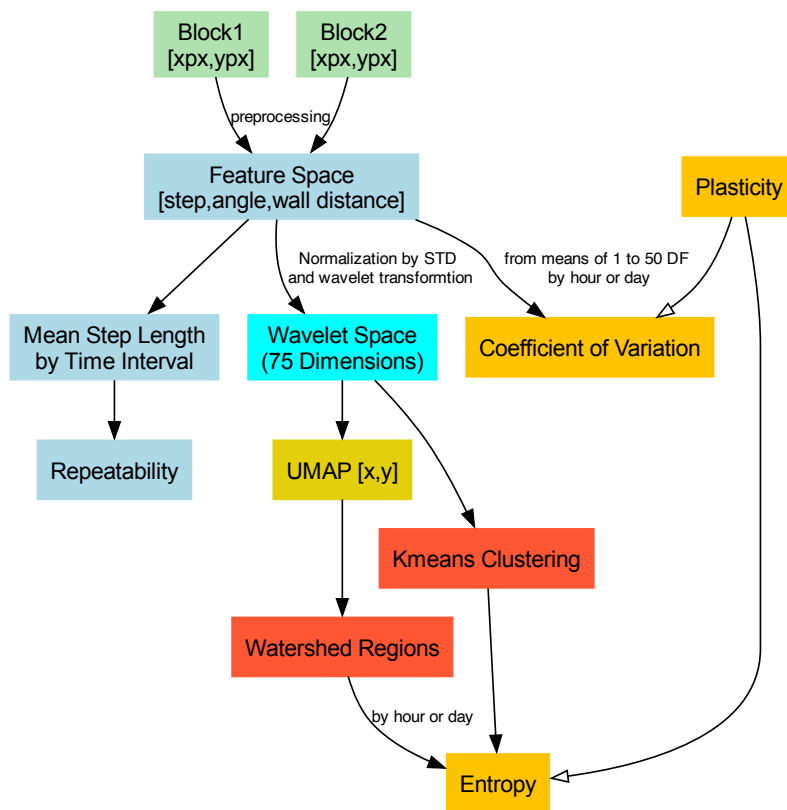 Block1
[xpx,ypx]
Block2
[xpx,ypx]
preprocessing
Feature Space
[step,angle,wall distance]
Plasticity
Normalization by STD
and wavelet transformtion
from means of 1 to 50 DF
by hour or day
Mean Step Length
by Time Interval
Wavelet Space
(75 Dimensions)
Coefficient of Variation
Repeatability
UMAP [x,y]
Kmeans Clustering
Watershed Regions
by hour or day
Entropy